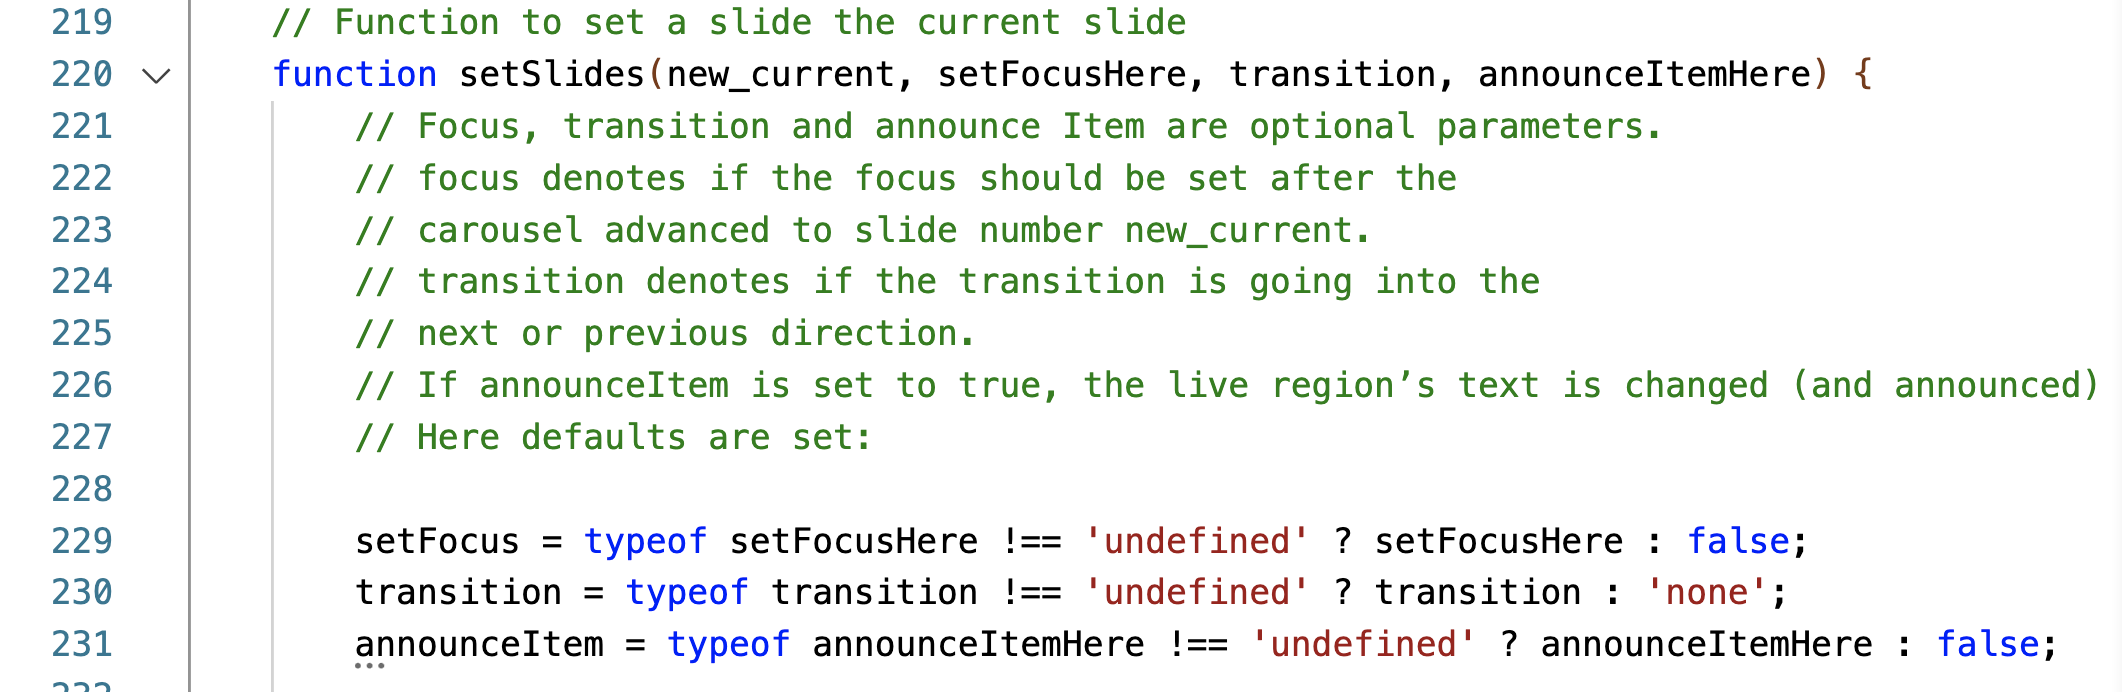 219 // Function to set a slide the current slide
220 function setSlides(new_current, setFocusHere, transition, announceItemHere) {
221 // Focus, transition and announce Item are optional parameters.
222 // focus denotes if the focus should be set after the
223 // carousel advanced to slide number new_current.
224 // transition denotes if the transition is going into the
225 // next or previous direction.
226 // If announceItem is set to true, the live region’s text is changed (and announced)
227 // Here defaults are set:
228
229 setFocus = typeof setFocusHere !== 'undefined' ? setFocusHere : false;
230 transition = typeof transition !== 'undefined' ? transition : 'none';
231 announceItem = typeof announceItemHere !== 'undefined' ? announceItemHere : false;
232